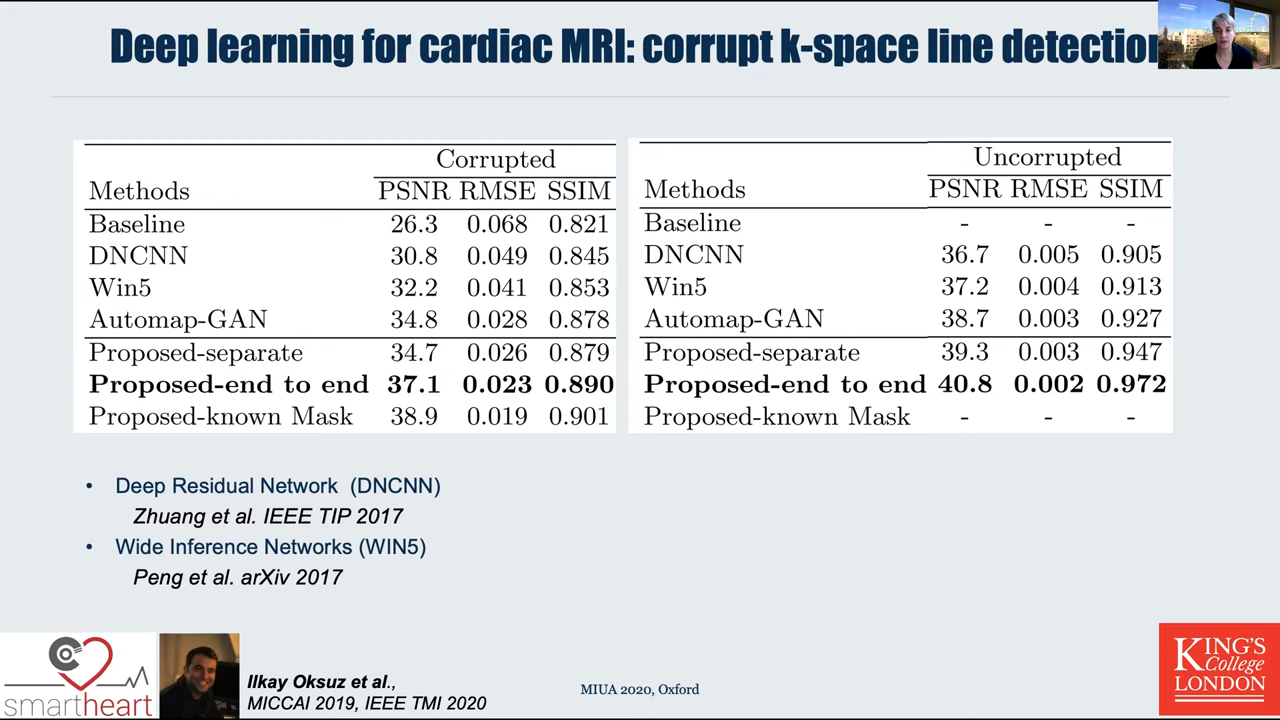 Deep learning for cardiac MRI: corrupt k-space line detection
Corrupted
Methods PSNR RMSE SSIM
Baseline 26.3 0.068 0.821
DNCNN 30.8 0.049 0.845
Win5 32.2 0.041 0.853
Automap-GAN 34.8 0.028 0.878
Proposed-separate 34.7 0.026 0.879
Proposed-end to end 37.1 0.023 0.890
Proposed-known Mask 38.9 0.019 0.901
Uncorrupted
Methods PSNR RMSE SSIM
Baseline - - -
DNCNN 36.7 0.005 0.905
Win5 37.2 0.004 0.913
Automap-GAN 38.7 0.003 0.927
Proposed-separate 39.3 0.003 0.947
Proposed-end to end 40.8 0.002 0.972
Proposed-known Mask - - -
• Deep Residual Network (DNCNN)
Zhuang et al. IEEE TIP 2017
• Wide Inference Networks (WIN5)
Peng et al. arXiv 2017
smartheart
Ilkay Oksuz et al.,
MICCAI 2019, IEEE TMI 2020
MIUA 2020, Oxford
KING'S
College
LONDON